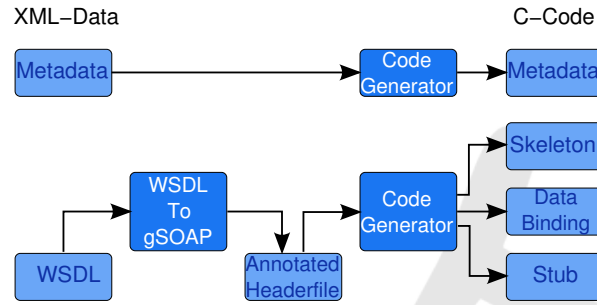 XML−Data
C−Code
Metadata
Code
Generator
Metadata
Skeleton
WSDL
To
gSOAP
Code
Generator
Data
Binding
WSDL
Annotated
Headerfile
Stub